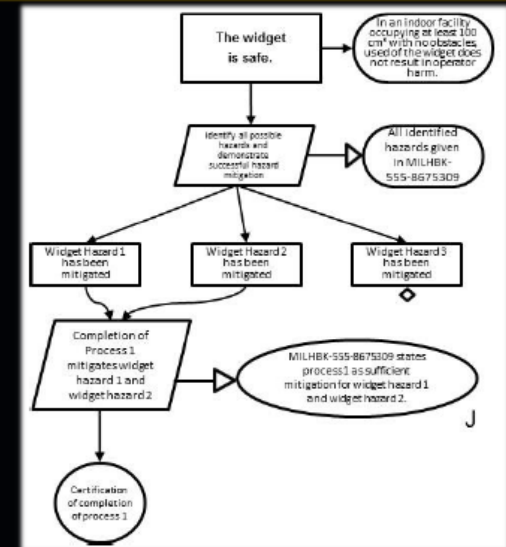 The widget
is safe.
In an indoor facility
occupying at least 100
cm³ with no obstacles,
used of the widget does
not result in operator
harm.
Identify all possible
hazards and
demonstrate
successful hazard
mitigation
All identified
hazards given
in MILHBK-
555-8675309
Widget Hazard 1
has been
mitigated
Widget Hazard 2
has been
mitigated
Widget Hazard 3
has been
mitigated
Completion of
Process 1
mitigates widget
hazard 1 and
widget hazard 2
MILHBK-555-8675309 states
process1 as sufficient
mitigation for widget hazard 1
and widget hazard 2.
J
Certification
of completion
of process 1